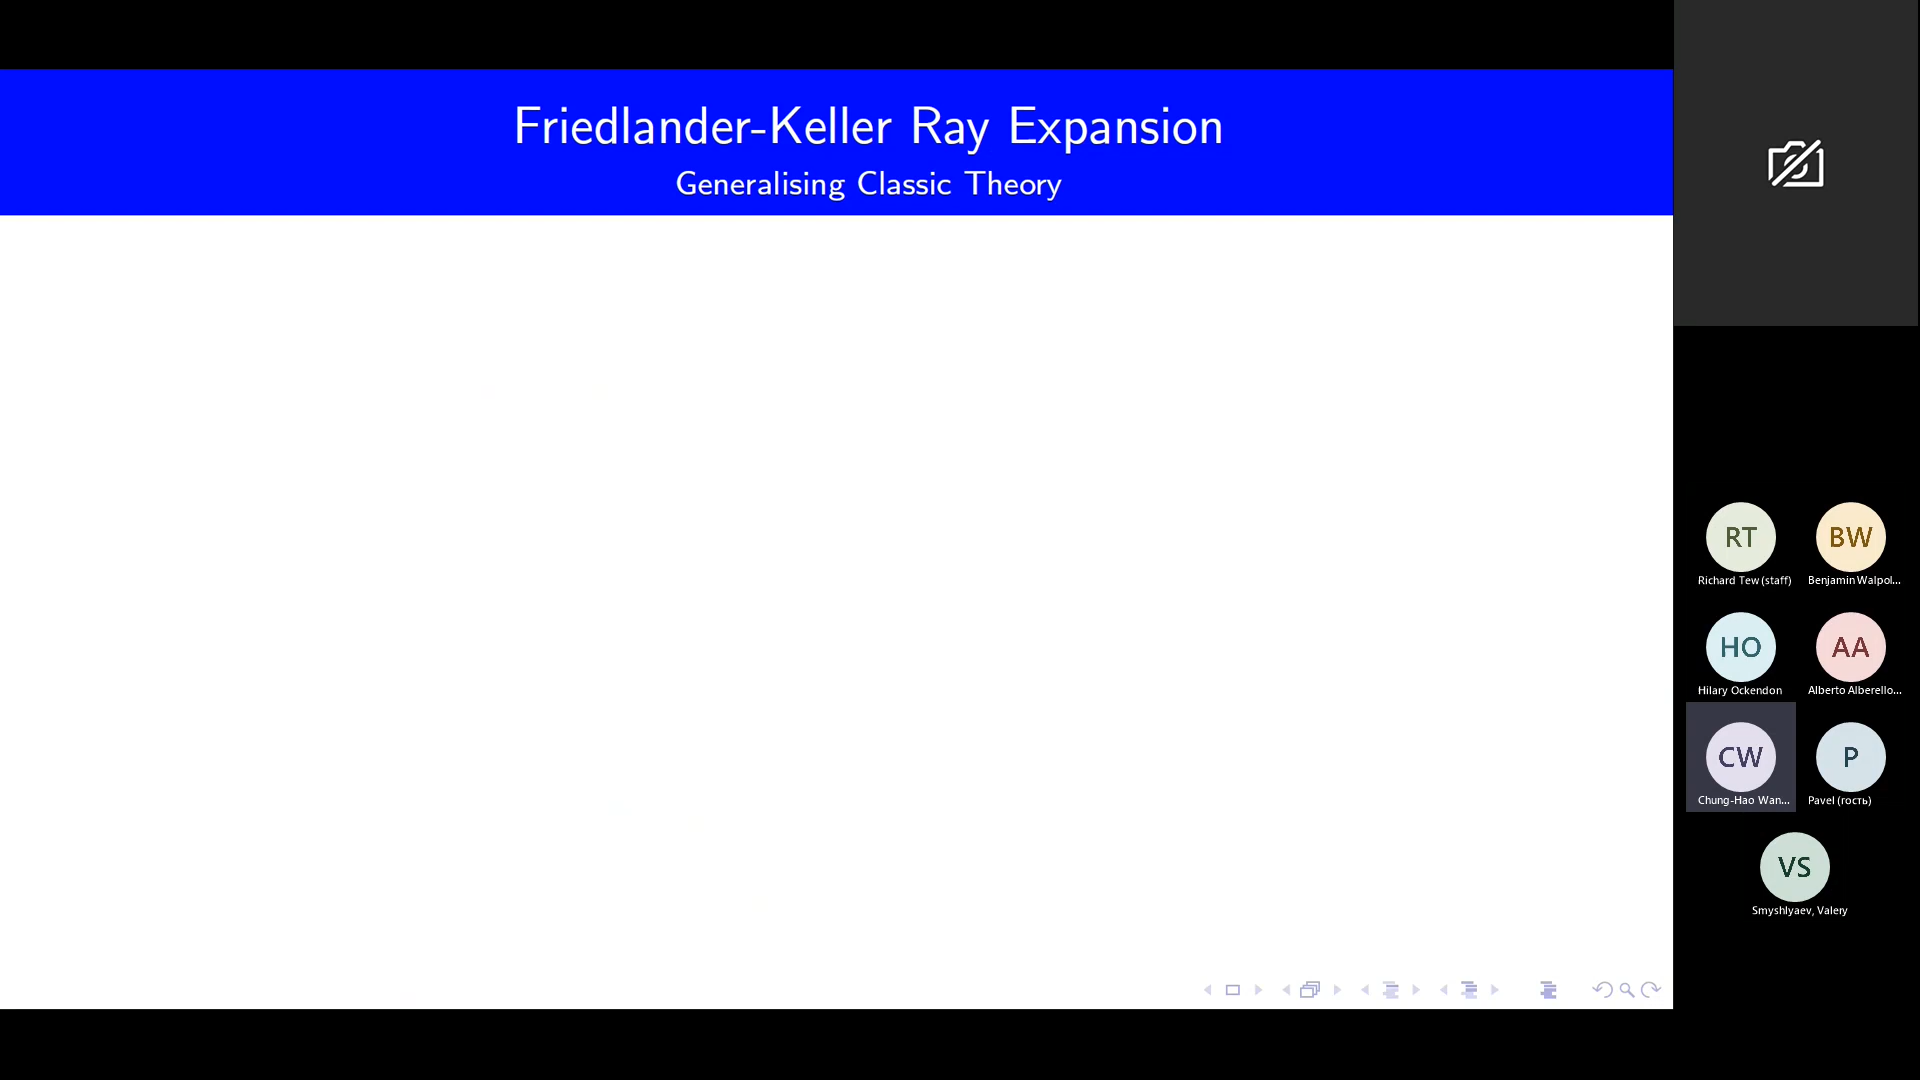 Friedlander-Keller Ray Expansion
Generalising Classic Theory
RT
Richard Tew (staff)
BW
Benjamin Walpol...
HO
Hilary Ockendon
AA
Alberto Alberello...
CW
Chung-Hao Wan...
P
Pavel (гость)
VS
Smyshlyaev, Valery